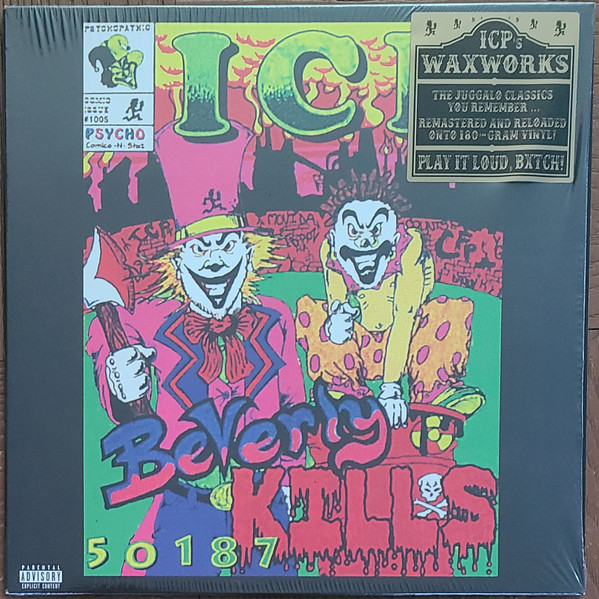 PSYCHOPATHIC
COMIC
ISSUE
#1005
PSYCHO
Comics -N- Shit
ICP
ICP's
WAXWORKS
THE JUGGALO CLASSICS
YOU REMEMBER ...
REMASTERED AND RELOADED
ONTO 180-GRAM VINYL!
PLAY IT LOUD, BXTCH!
BEVERLY
KILLS
50187
PARENTAL
ADVISORY
EXPLICIT CONTENT